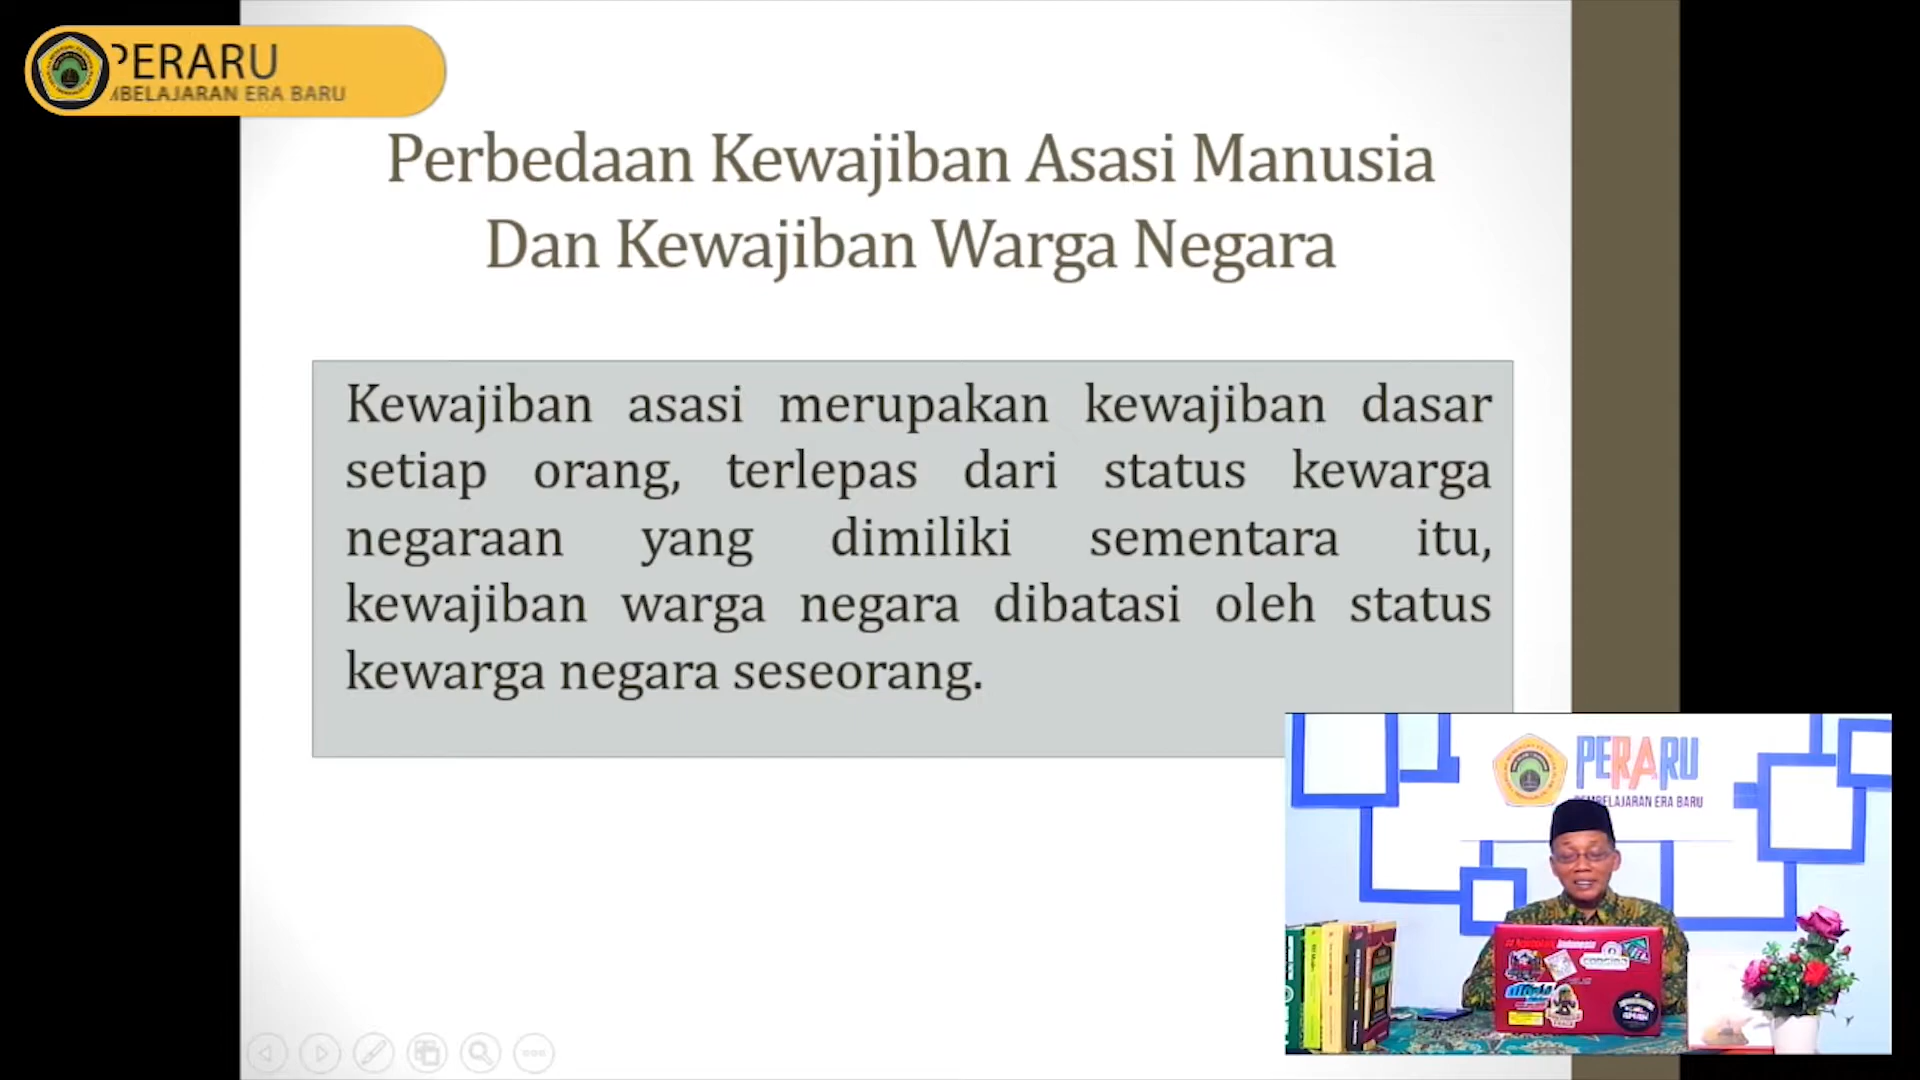 PERARU
MBELAJARAN ERA BARU
Perbedaan Kewajiban Asasi Manusia
Dan Kewajiban Warga Negara
Kewajiban asasi merupakan kewajiban dasar
setiap orang, terlepas dari status kewarga
negaraan yang dimiliki sementara itu,
kewajiban warga negara dibatasi oleh status
kewarga negara seseorang.
PERARU
PEMBELAJARAN ERA BARU